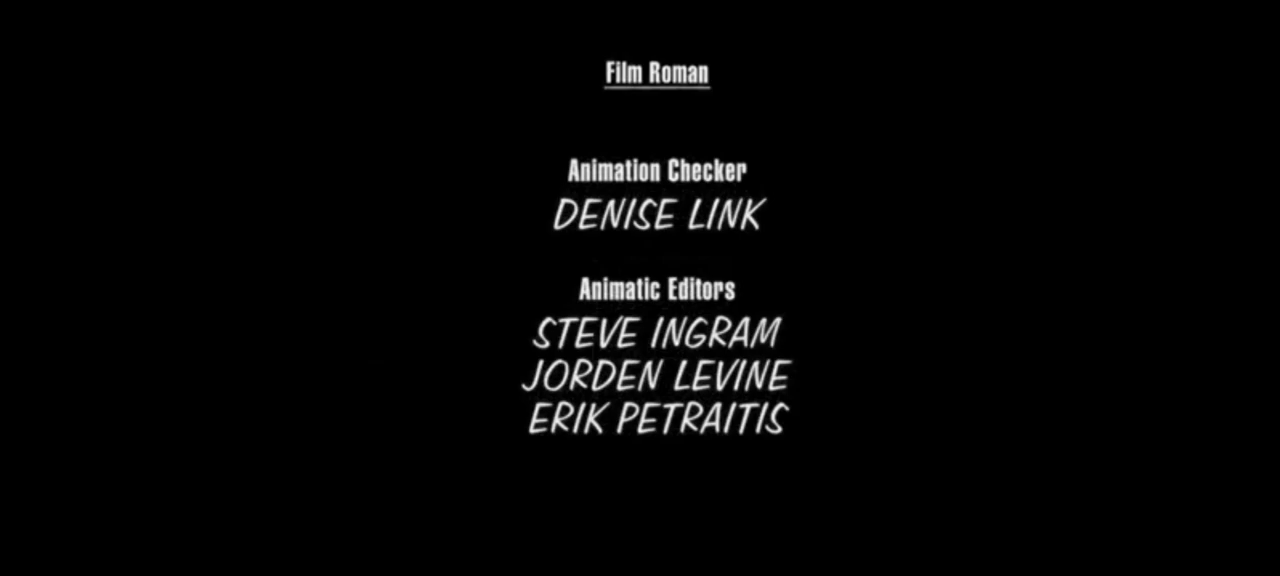 Film Roman
Animation Checker
DENISE LINK
Animatic Editors
STEVE INGRAM
JORDEN LEVINE
ERIK PETRAITIS